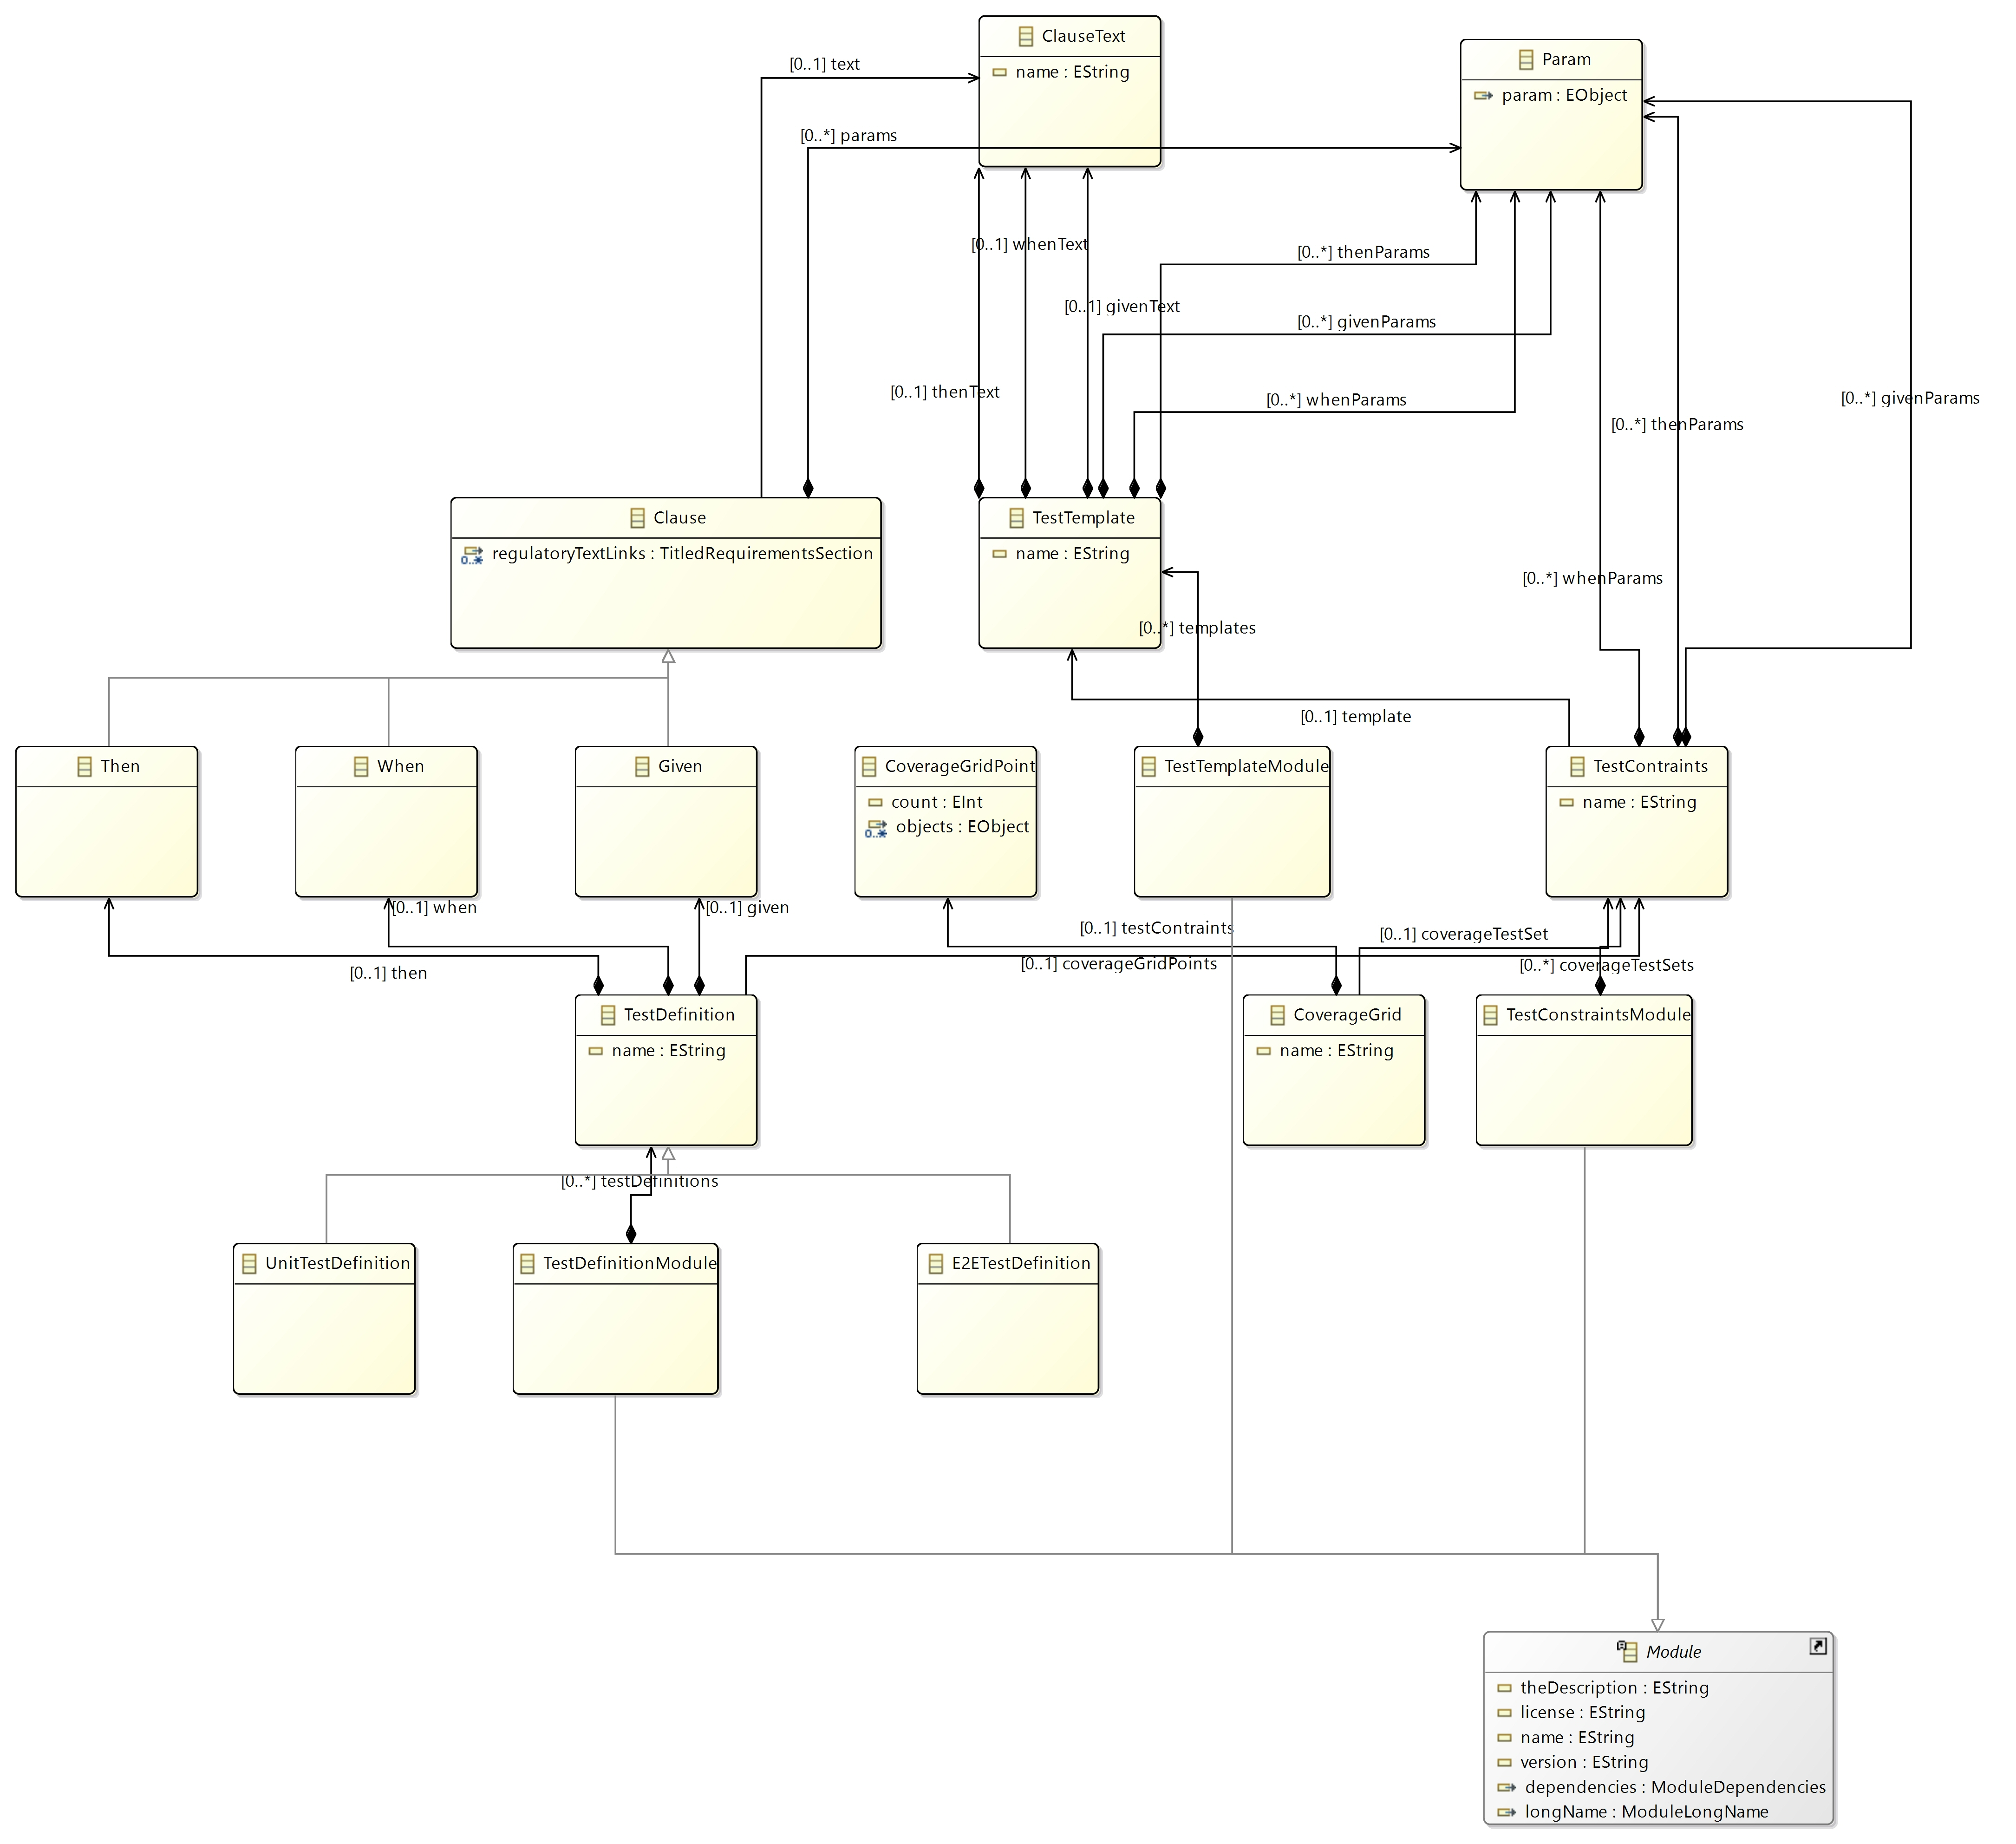 ClauseText
name : EString
Param
param : EObject
[0..1] text
[0..*] params
[0..1] whenText
[0..*] thenParams
[0..1] givenText
[0..*] givenParams
[0..1] thenText
[0..*] whenParams
[0..*] givenParams
[0..*] thenParams
Clause
regulatoryTextLinks : TitledRequirementsSection
0..*
TestTemplate
name : EString
[0..*] whenParams
[0..*] templates
[0..1] template
Then
When
Given
CoverageGridPoint
count : EInt
objects : EObject
0..*
TestTemplateModule
TestContraints
name : EString
[0..1] when
[0..1] given
[0..1] testContraints
[0..1] coverageTestSet
[0..1] then
[0..1] coverageGridPoints
[0..*] coverageTestSets
TestDefinition
name : EString
CoverageGrid
name : EString
TestConstraintsModule
[0..*] testDefinitions
UnitTestDefinition
TestDefinitionModule
E2ETestDefinition
Module
theDescription : EString
license : EString
name : EString
version : EString
dependencies : ModuleDependencies
longName : ModuleLongName